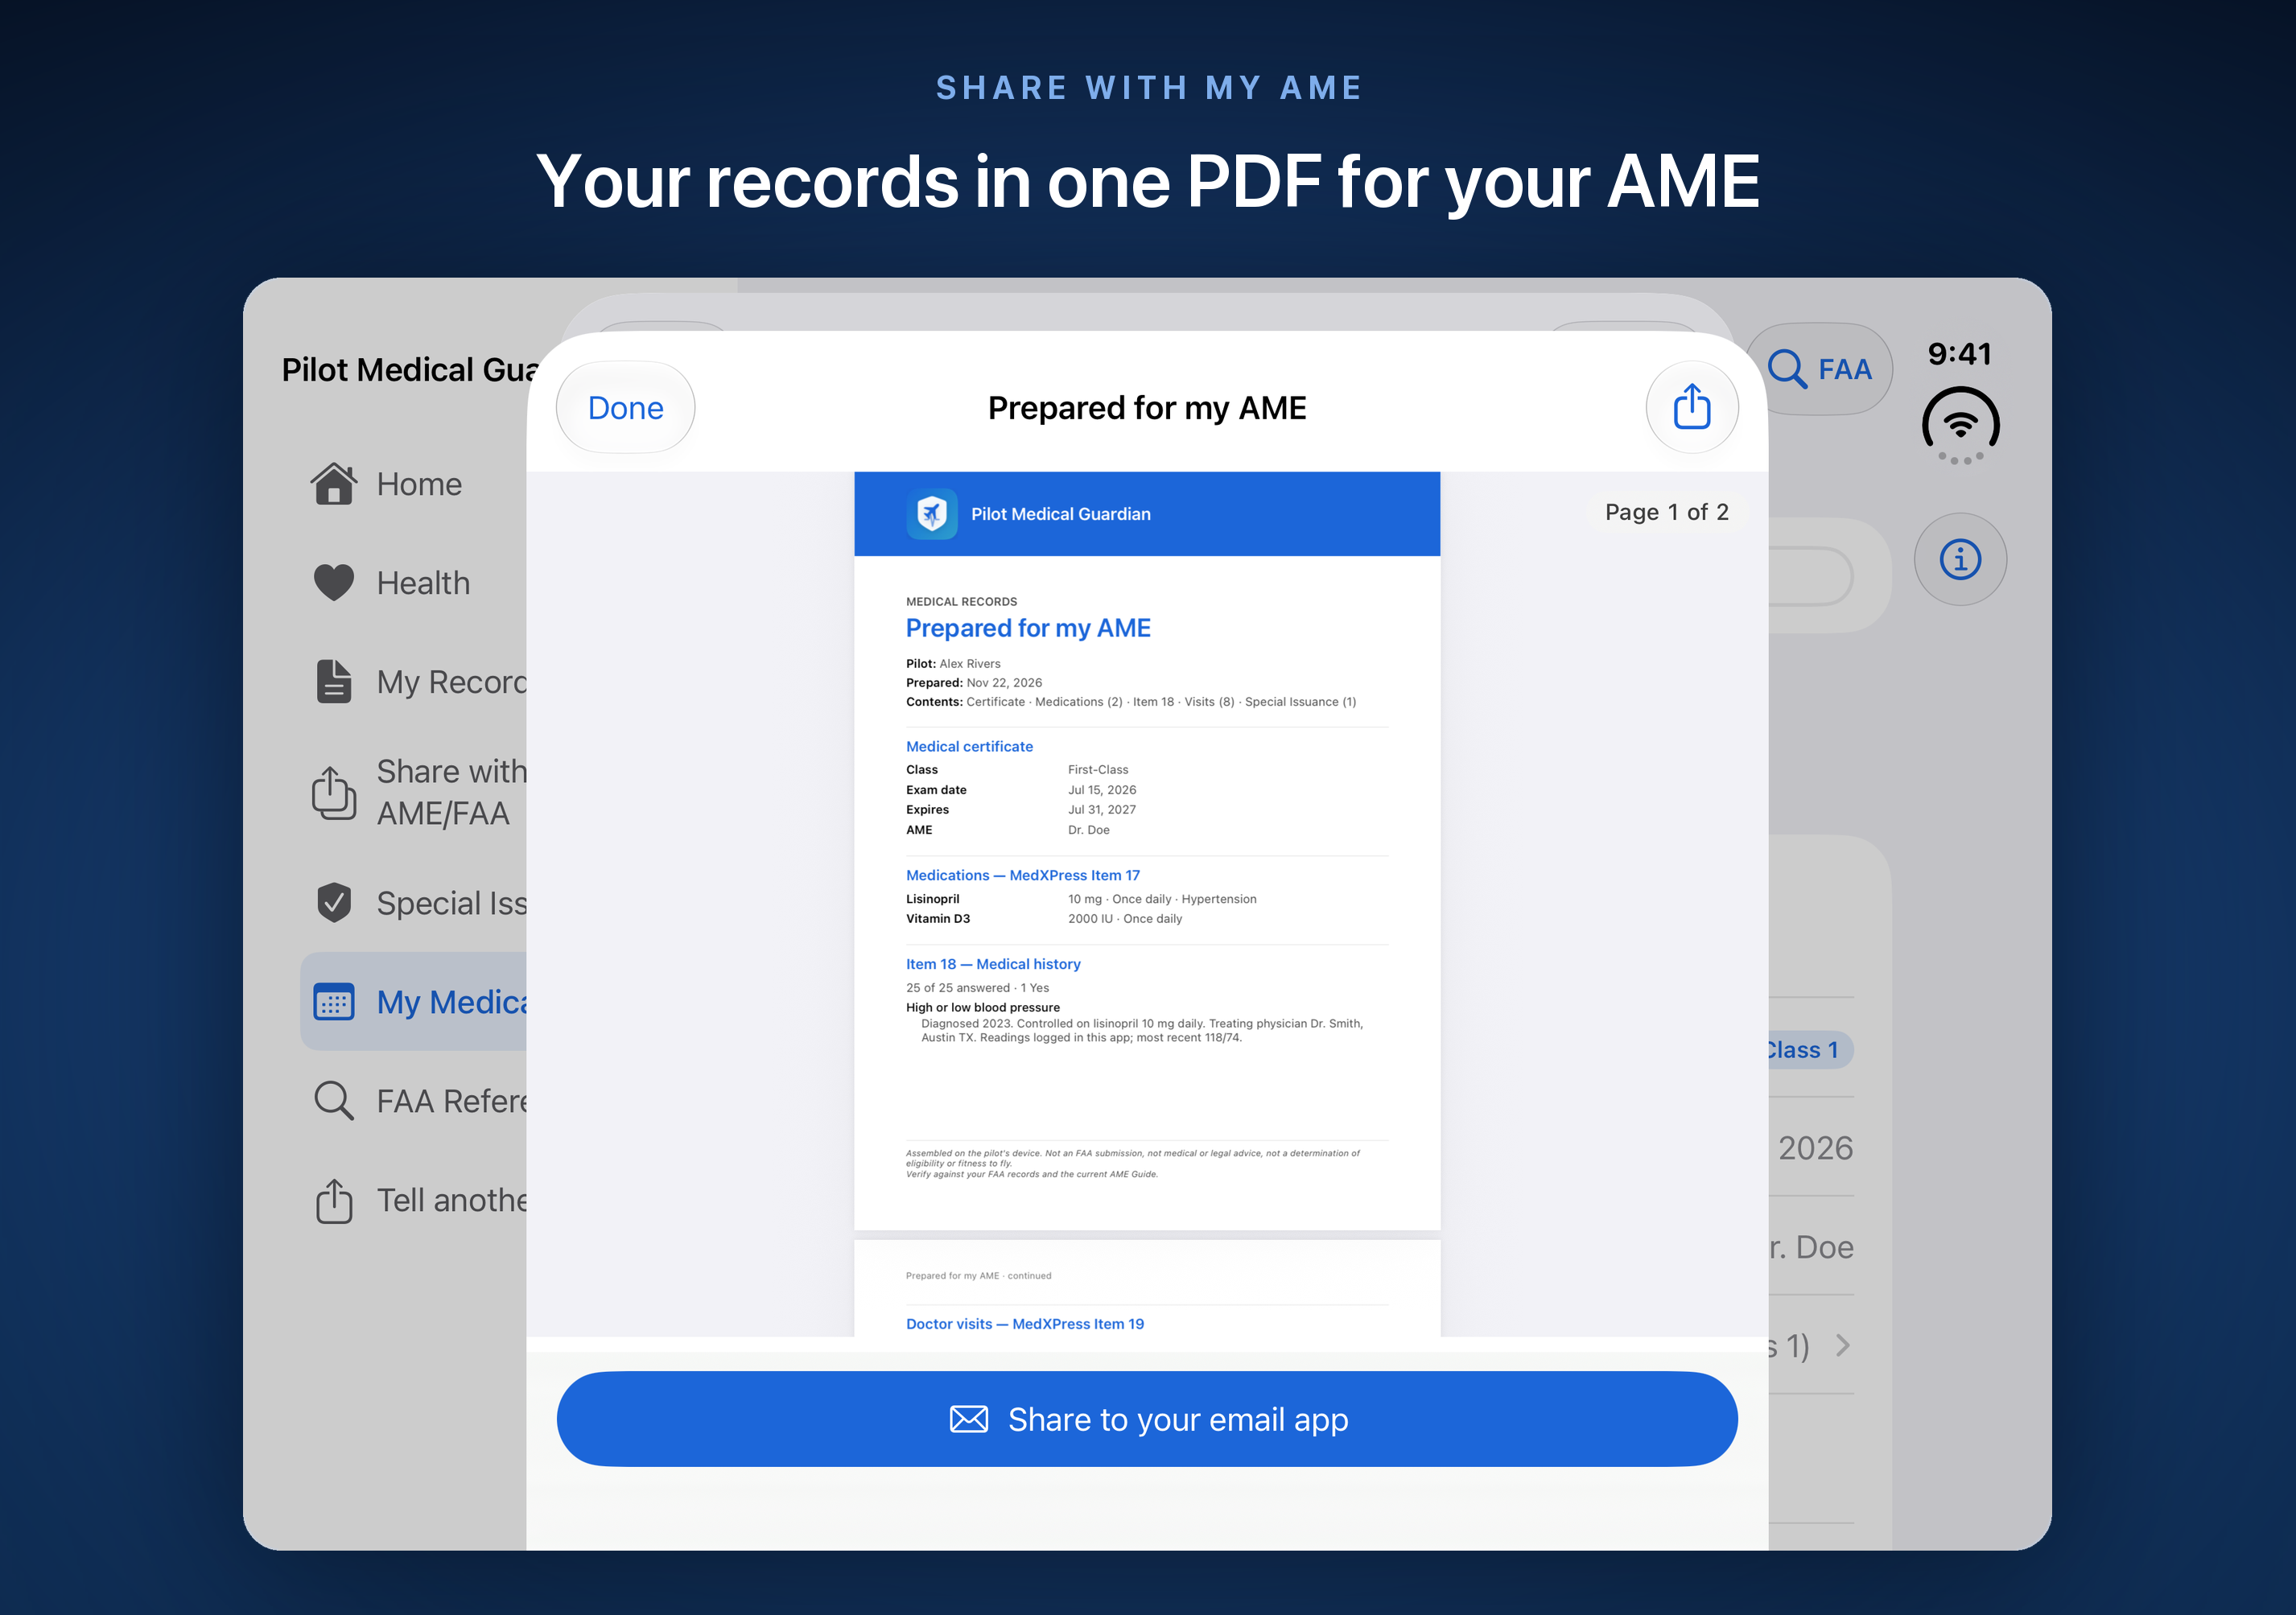 SHARE WITH MY AME
Your records in one PDF for your AME
Pilot Medical Gua
Home
Health
My Record
Share with
AME/FAA
Special Iss
My Medica
FAA Refere
Tell anothe
Done
Prepared for my AME
FAA
9:41
Page 1 of 2
Pilot Medical Guardian
MEDICAL RECORDS
Prepared for my AME
Pilot: Alex Rivers
Prepared: Nov 22, 2026
Contents: Certificate · Medications (2) · Item 18 · Visits (8) · Special Issuance (1)
Medical certificate
Class First-Class
Exam date Jul 15, 2026
Expires Jul 31, 2027
AME Dr. Doe
Medications — MedXPress Item 17
Lisinopril 10 mg · Once daily · Hypertension
Vitamin D3 2000 IU · Once daily
Item 18 — Medical history
25 of 25 answered · 1 Yes
High or low blood pressure
Diagnosed 2023. Controlled on lisinopril 10 mg daily. Treating physician Dr. Smith,
Austin TX. Readings logged in this app; most recent 118/74.
Assembled on the pilot's device. Not an FAA submission, not medical or legal advice, not a determination of
eligibility or fitness to fly.
Verify against your FAA records and the current AME Guide.
Prepared for my AME · continued
Doctor visits — MedXPress Item 19
Share to your email app
Class 1
2026
r. Doe
s 1)